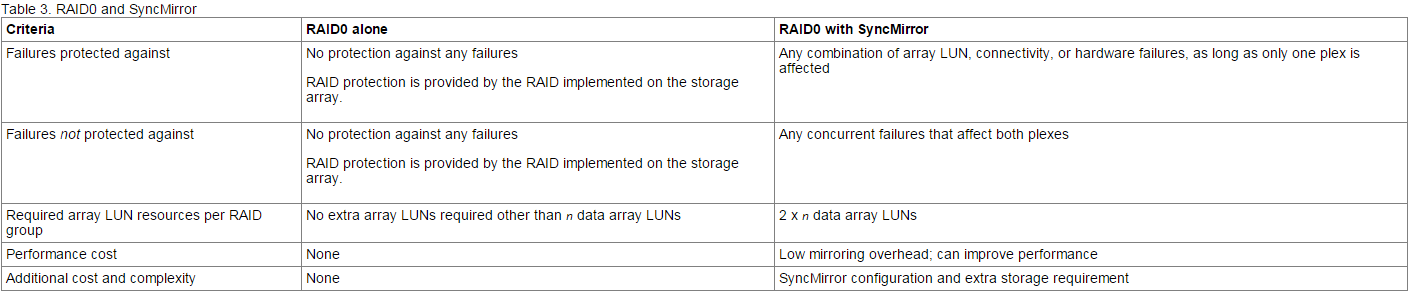 Table 3. RAID0 and SyncMirror
Criteria
RAID0 alone
RAID0 with SyncMirror
Failures protected against
No protection against any failures
RAID protection is provided by the RAID implemented on the storage
array.
Any combination of array LUN, connectivity, or hardware failures, as long as only one plex is
affected
Failures not protected against
No protection against any failures
RAID protection is provided by the RAID implemented on the storage
array.
Any concurrent failures that affect both plexes
Required array LUN resources per RAID
group
No extra array LUNs required other than n data array LUNs
2 x n data array LUNs
Performance cost
None
Low mirroring overhead; can improve performance
Additional cost and complexity
None
SyncMirror configuration and extra storage requirement